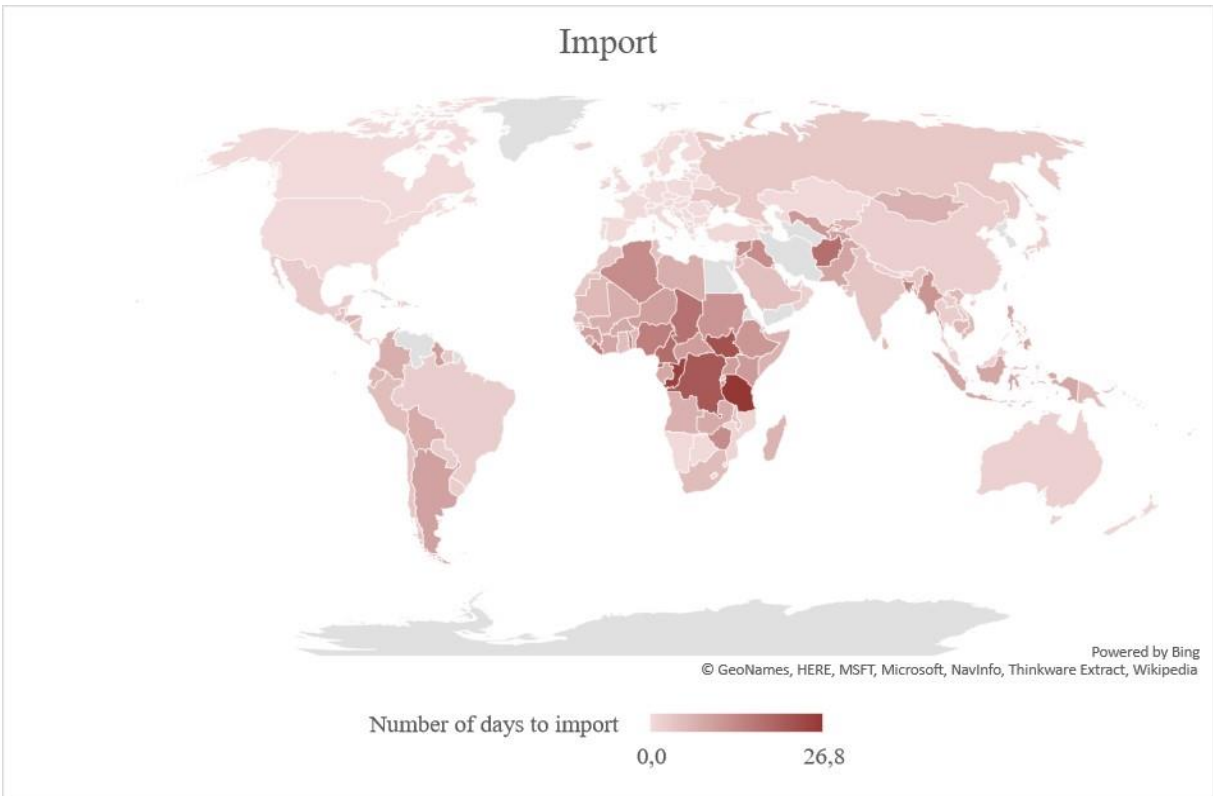 Import
Powered by Bing
© GeoNames, HERE, MSFT, Microsoft, NavInfo, Thinkware Extract, Wikipedia
Number of days to import
0,0 26,8